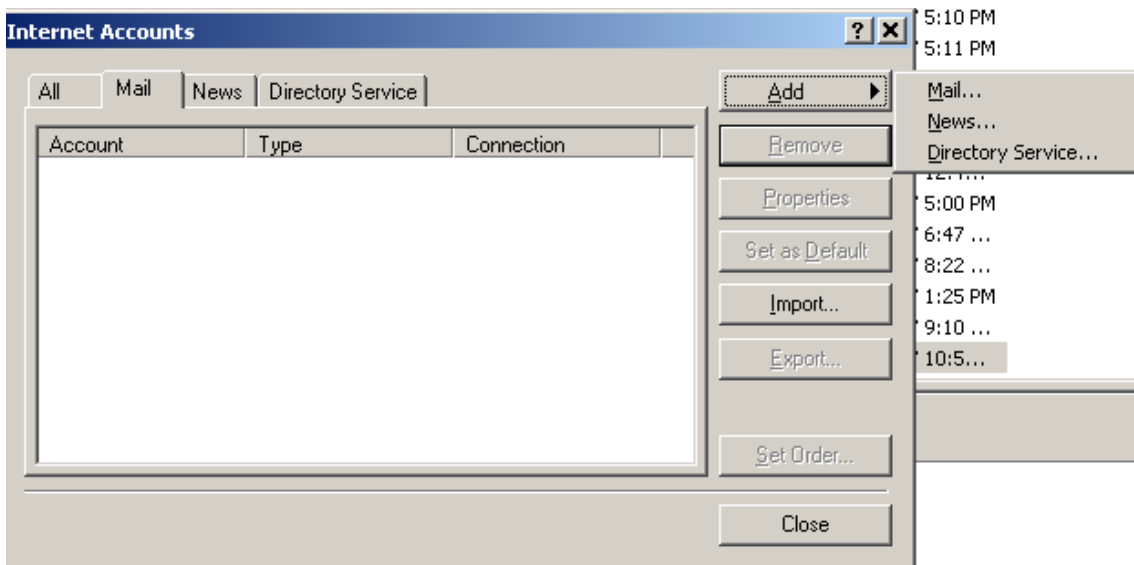 Internet Accounts
5:10 PM
5:11 PM
All Mail News Directory Service
Add
Mail...
News...
Directory Service...
Account Type Connection
Remove
Properties
5:00 PM
6:47 ...
Set as Default
8:22 ...
Import...
1:25 PM
9:10 ...
Export...
10:5...
Set Order...
Close